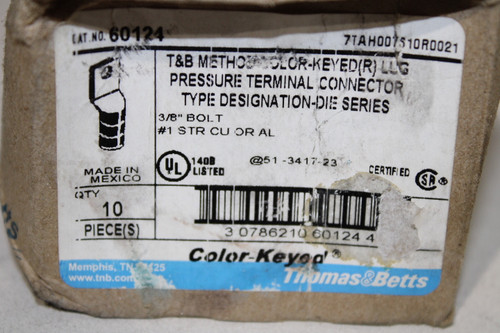 CAT.NO. 60124
7TAH007510R0021
T&B METHOD COLOR-KEYED(R) LUG
PRESSURE TERMINAL CONNECTOR
TYPE DESIGNATION-DIE SERIES
3/8" BOLT
#1 STR CU OR AL
MADE IN
MEXICO
UL
140B
LISTED
@51-3417-23
CERTIFIED
SA
QTY
10
PIECE(S)
3 0786210 60124 4
Color-Keyed®
Memphis, TN
www.tnb.com
Thomas&Betts